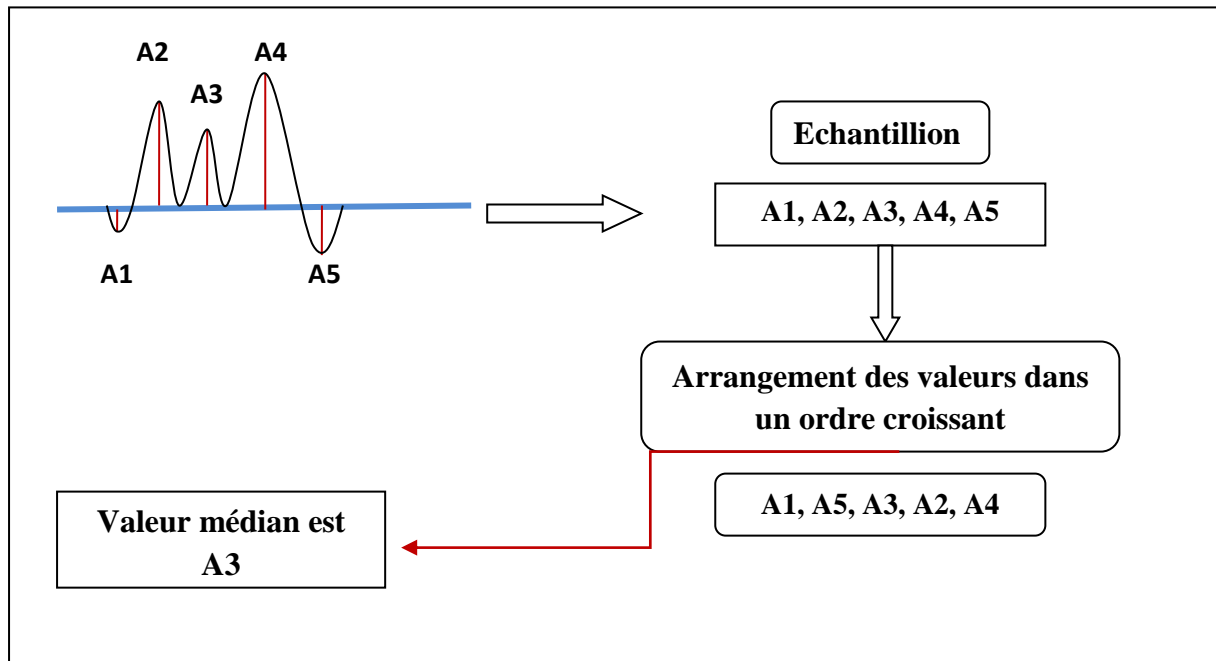 A2
A4
A3
A1
A5
Echantillion
A1, A2, A3, A4, A5
Arrangement des valeurs dans
un ordre croissant
A1, A5, A3, A2, A4
Valeur médian est
A3